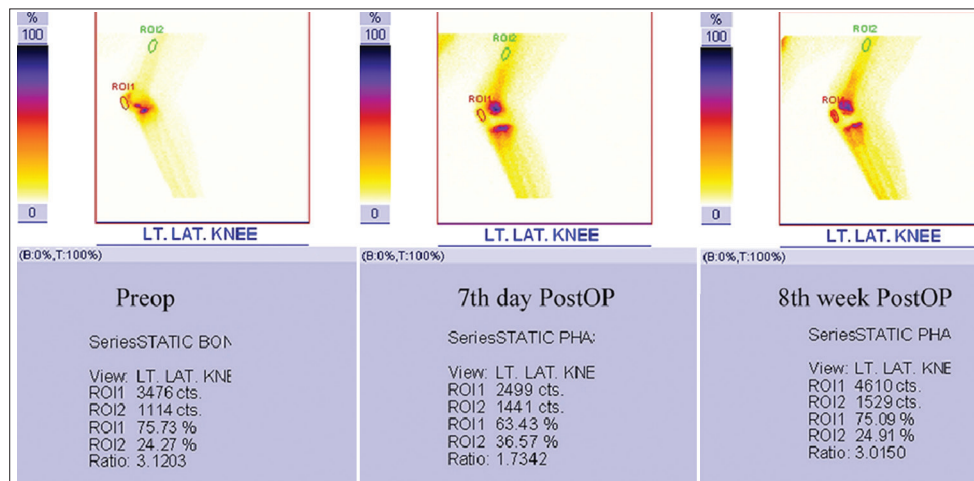 %
100
ROI2
ROI1
0
LT. LAT. KNEE
(B:0%,T:100%)
Preop
SeriesSTATIC BON
View: LT. LAT. KNE
ROI1 3476 cts.
ROI2 1114 cts.
ROI1 75.73 %
ROI2 24.27 %
Ratio: 3.1203
%
100
ROI2
ROI1
0
LT. LAT. KNEE
(B:0%,T:100%)
7th day PostOP
SeriesSTATIC PHA:
View: LT. LAT. KNE
ROI1 2499 cts.
ROI2 1441 cts.
ROI1 63.43 %
ROI2 36.57 %
Ratio: 1.7342
%
100
ROI2
0
LT. LAT. KNEE
(B:0%,T:100%)
8th week PostOP
SeriesSTATIC PHA
View: LT. LAT. KNE
ROI1 4610 cts.
ROI2 1529 cts.
ROI1 75.09 %
ROI2 24.91 %
Ratio: 3.0150